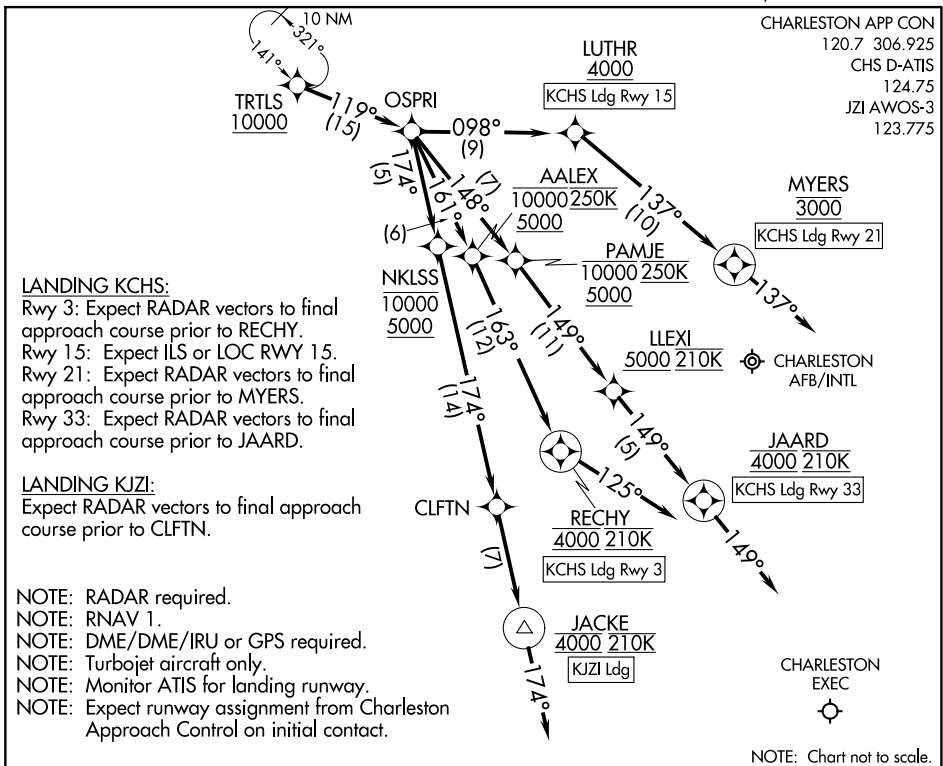 CHARLESTON APP CON
120.7 306.925
CHS D-ATIS
124.75
JZI AWOS-3
123.775
10 NM
321°
141°
TRTLS
10000
119°
(15)
OSPRI
098°
(9)
LUTHR
4000
KCHS Ldg Rwy 15
137°
(10)
MYERS
3000
KCHS Ldg Rwy 21
137°
174°
(5)
161°
(6)
148°
(7)
AALEX
10000 250K
5000
PAMJE
10000 250K
5000
NKLSS
10000
5000
163°
(12)
149°
(11)
LLEXI
5000 210K
CHARLESTON
AFB/INTL
149°
(5)
JAARD
4000 210K
KCHS Ldg Rwy 33
149°
174°
(14)
125°
RECHY
4000 210K
KCHS Ldg Rwy 3
CLFTN
(7)
JACKE
4000 210K
KJZI Ldg
174°
CHARLESTON
EXEC
LANDING KCHS:
Rwy 3: Expect RADAR vectors to final
approach course prior to RECHY.
Rwy 15: Expect ILS or LOC RWY 15.
Rwy 21: Expect RADAR vectors to final
approach course prior to MYERS.
Rwy 33: Expect RADAR vectors to final
approach course prior to JAARD.
LANDING KJZI:
Expect RADAR vectors to final approach
course prior to CLFTN.
NOTE: RADAR required.
NOTE: RNAV 1.
NOTE: DME/DME/IRU or GPS required.
NOTE: Turbojet aircraft only.
NOTE: Monitor ATIS for landing runway.
NOTE: Expect runway assignment from Charleston
Approach Control on initial contact.
NOTE: Chart not to scale.